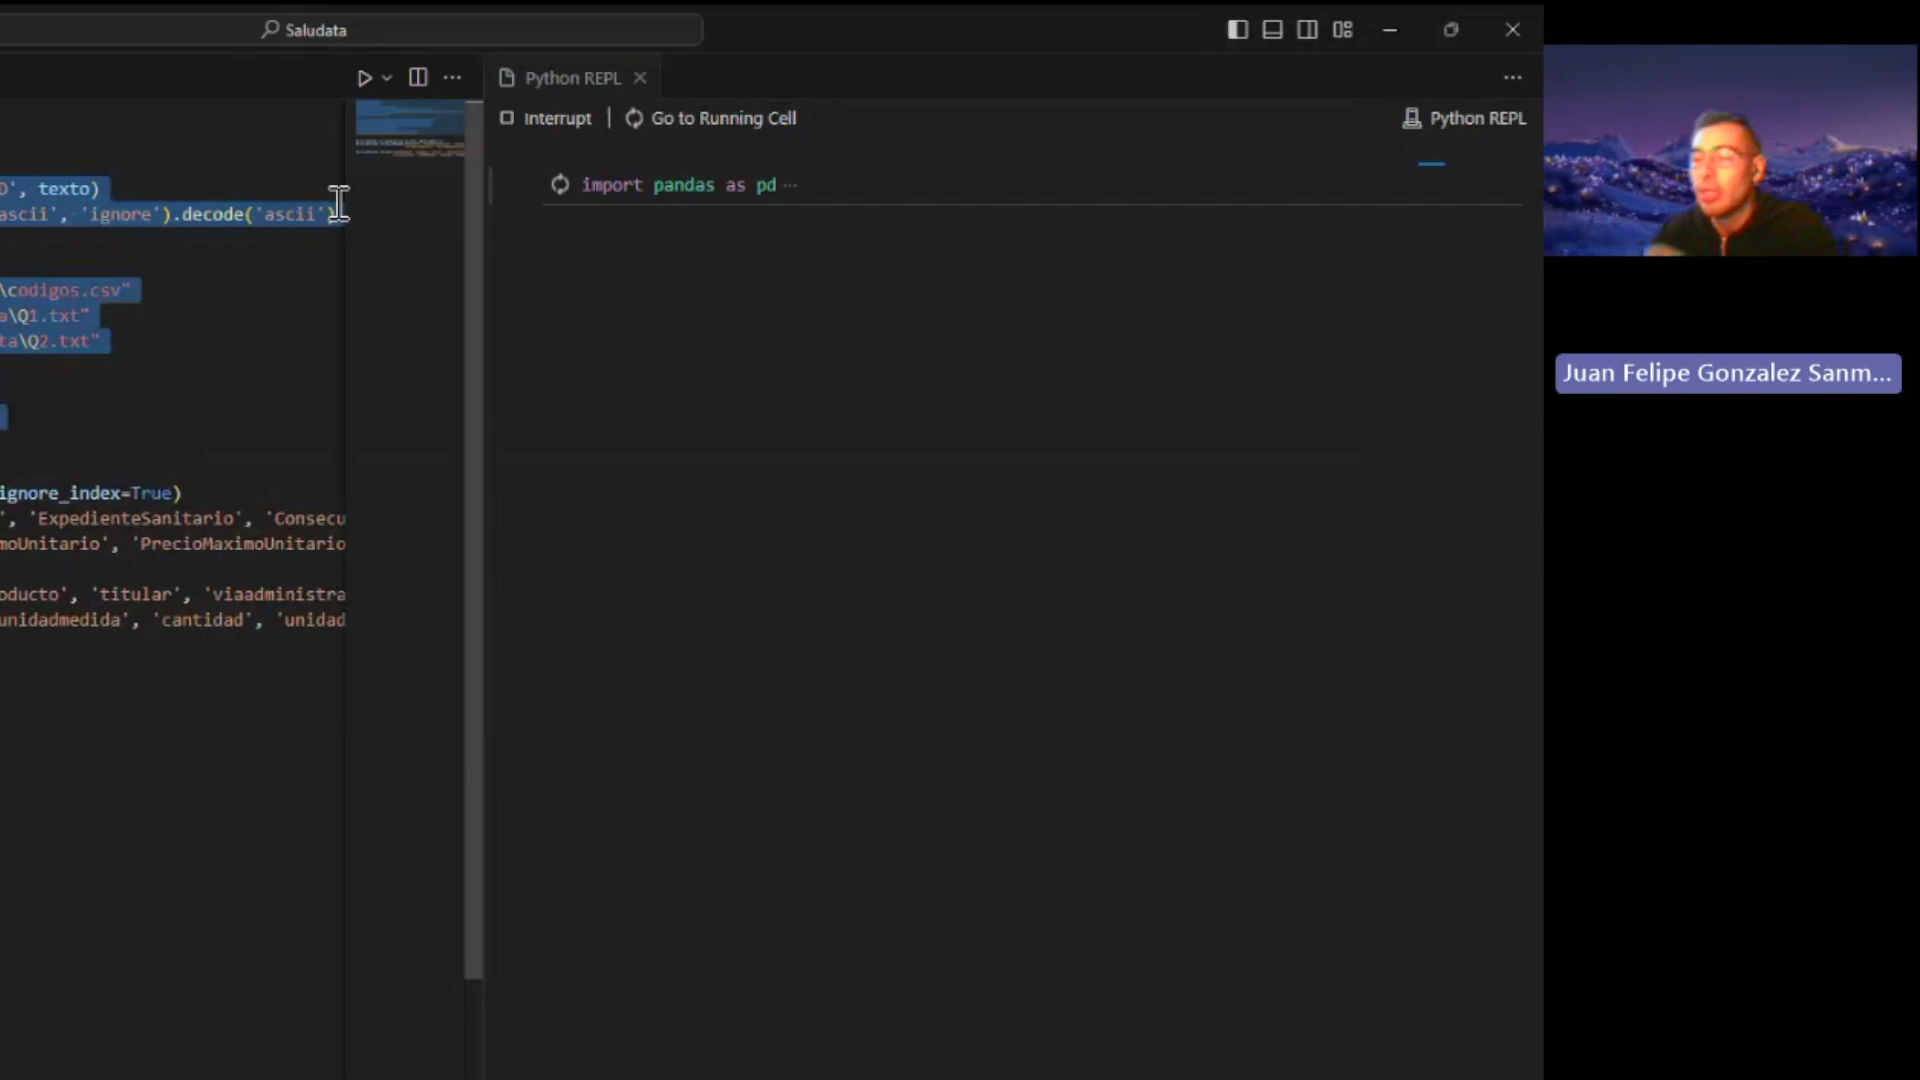 Saludata
Python REPL
Interrupt | Go to Running Cell
Python REPL
import pandas as pd ...
D', texto)
ascii', 'ignore').decode('ascii')
\codigos.csv"
a\Q1.txt"
ta\Q2.txt"
ignore_index=True)
', 'ExpedienteSanitario', 'Consecu
moUnitario', 'PrecioMaximoUnitario
oducto', 'titular', 'viaadministra
unidadmedida', 'cantidad', 'unidad
Juan Felipe Gonzalez Sanm...